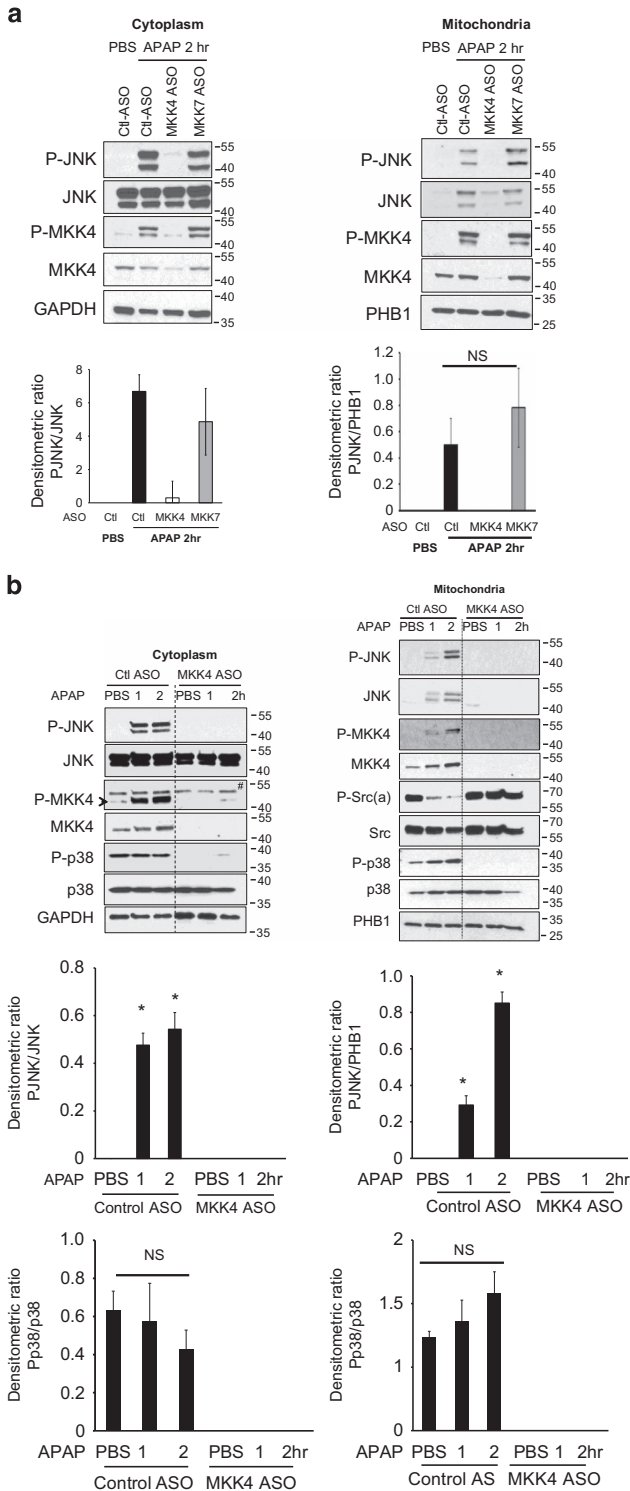 a
Cytoplasm
PBS APAP 2 hr
Ctl-ASO
Ctl-ASO
MKK4 ASO
MKK7 ASO
P-JNK
55
40
JNK
55
40
P-MKK4
55
40
MKK4
55
40
GAPDH
40
35
Densitometric ratio
PJNK/JNK
8
6
4
2
0
ASO Ctl Ctl MKK4 MKK7
PBS APAP 2hr
Mitochondria
PBS APAP 2 hr
Ctl-ASO
Ctl-ASO
MKK4 ASO
MKK7 ASO
P-JNK
55
40
JNK
55
40
P-MKK4
55
40
MKK4
55
40
PHB1
35
25
Densitometric ratio
PJNK/PHB1
1.2
1.0
0.8
0.6
0.4
0.2
0
NS
ASO Ctl Ctl MKK4 MKK7
PBS APAP 2hr
b
Cytoplasm
Ctl ASO MKK4 ASO
APAP PBS 1 2 PBS 1 2h
P-JNK
55
40
JNK
55
40
P-MKK4
#
55
40
MKK4
55
40
P-p38
40
35
p38
40
35
GAPDH
35
Mitochondria
Ctl ASO MKK4 ASO
APAP PBS 1 2 PBS 1 2h
P-JNK
55
40
JNK
55
40
P-MKK4
55
40
MKK4
55
40
P-Src(a)
70
55
Src
70
55
P-p38
40
35
p38
40
35
PHB1
35
25
Densitometric ratio
PJNK/JNK
0.8
0.6
0.4
0.2
0
* *
APAP PBS 1 2 PBS 1 2hr
Control ASO MKK4 ASO
Densitometric ratio
PJNK/PHB1
1.0
0.8
0.6
0.4
0.2
0
* *
APAP PBS 1 2 PBS 1 2hr
Control ASO MKK4 ASO
Densitometric ratio
Pp38/p38
1.0
0.8
0.6
0.4
0.2
0
NS
APAP PBS 1 2 PBS 1 2hr
Control ASO MKK4 ASO
Densitometric ratio
Pp38/p38
2
1.5
1
0
NS
APAP PBS 1 2 PBS 1 2hr
Control AS MKK4 ASO